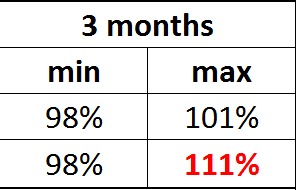 3 months
min max
98% 101%
98% 111%